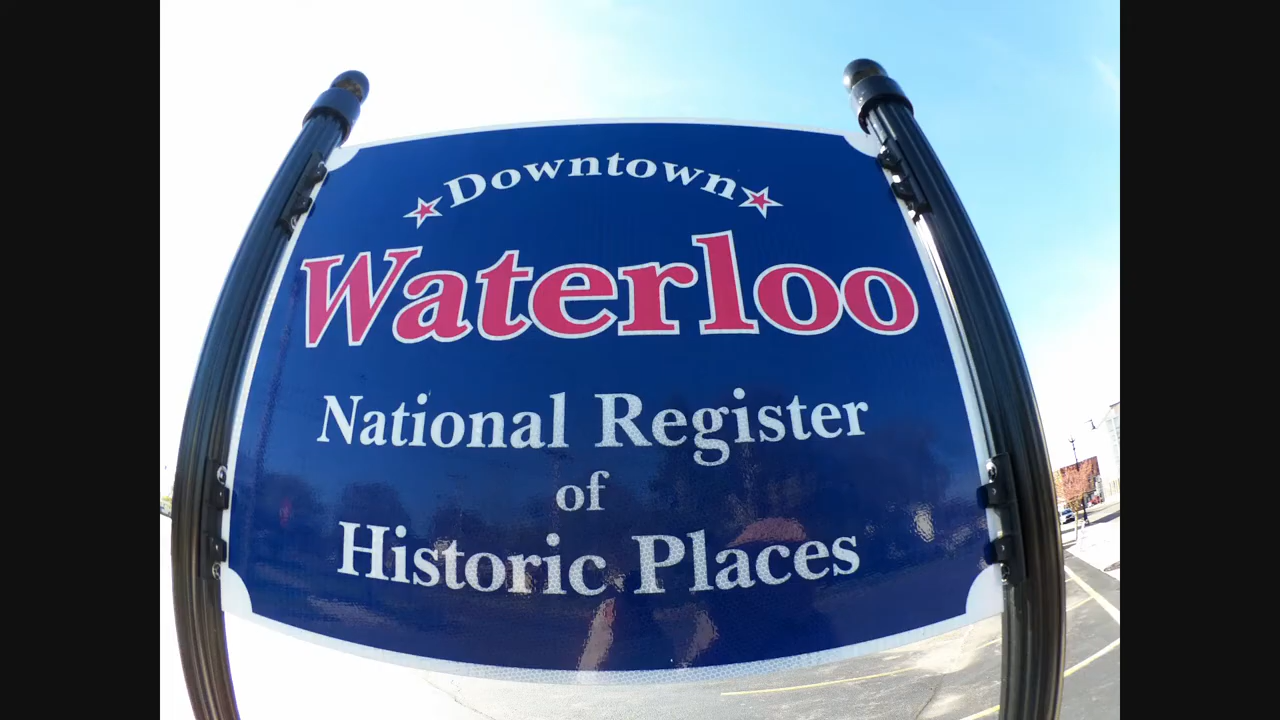 Downtown
Waterloo
National Register
of
Historic Places